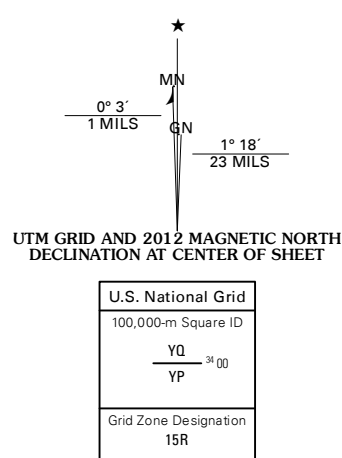 ★
MN
0° 3´
1 MILS
GN
1° 18´
23 MILS
UTM GRID AND 2012 MAGNETIC NORTH
DECLINATION AT CENTER OF SHEET
U.S. National Grid
100,000-m Square ID
YQ
34 00
YP
Grid Zone Designation
15R